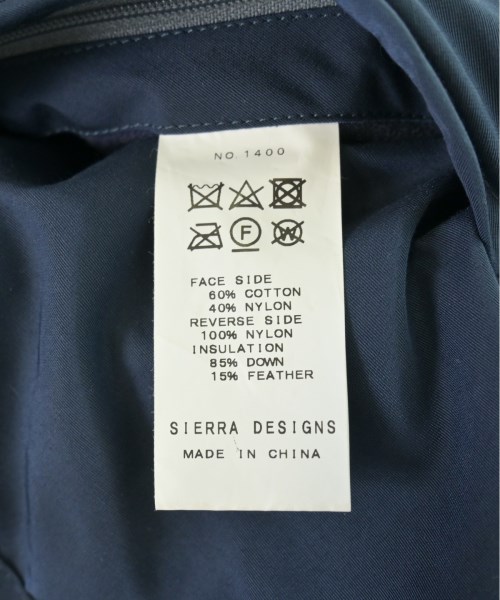 NO.1400
F W
FACE SIDE
60% COTTON
40% NYLON
REVERSE SIDE
100% NYLON
INSULATION
85% DOWN
15% FEATHER
SIERRA DESIGNS
MADE IN CHINA